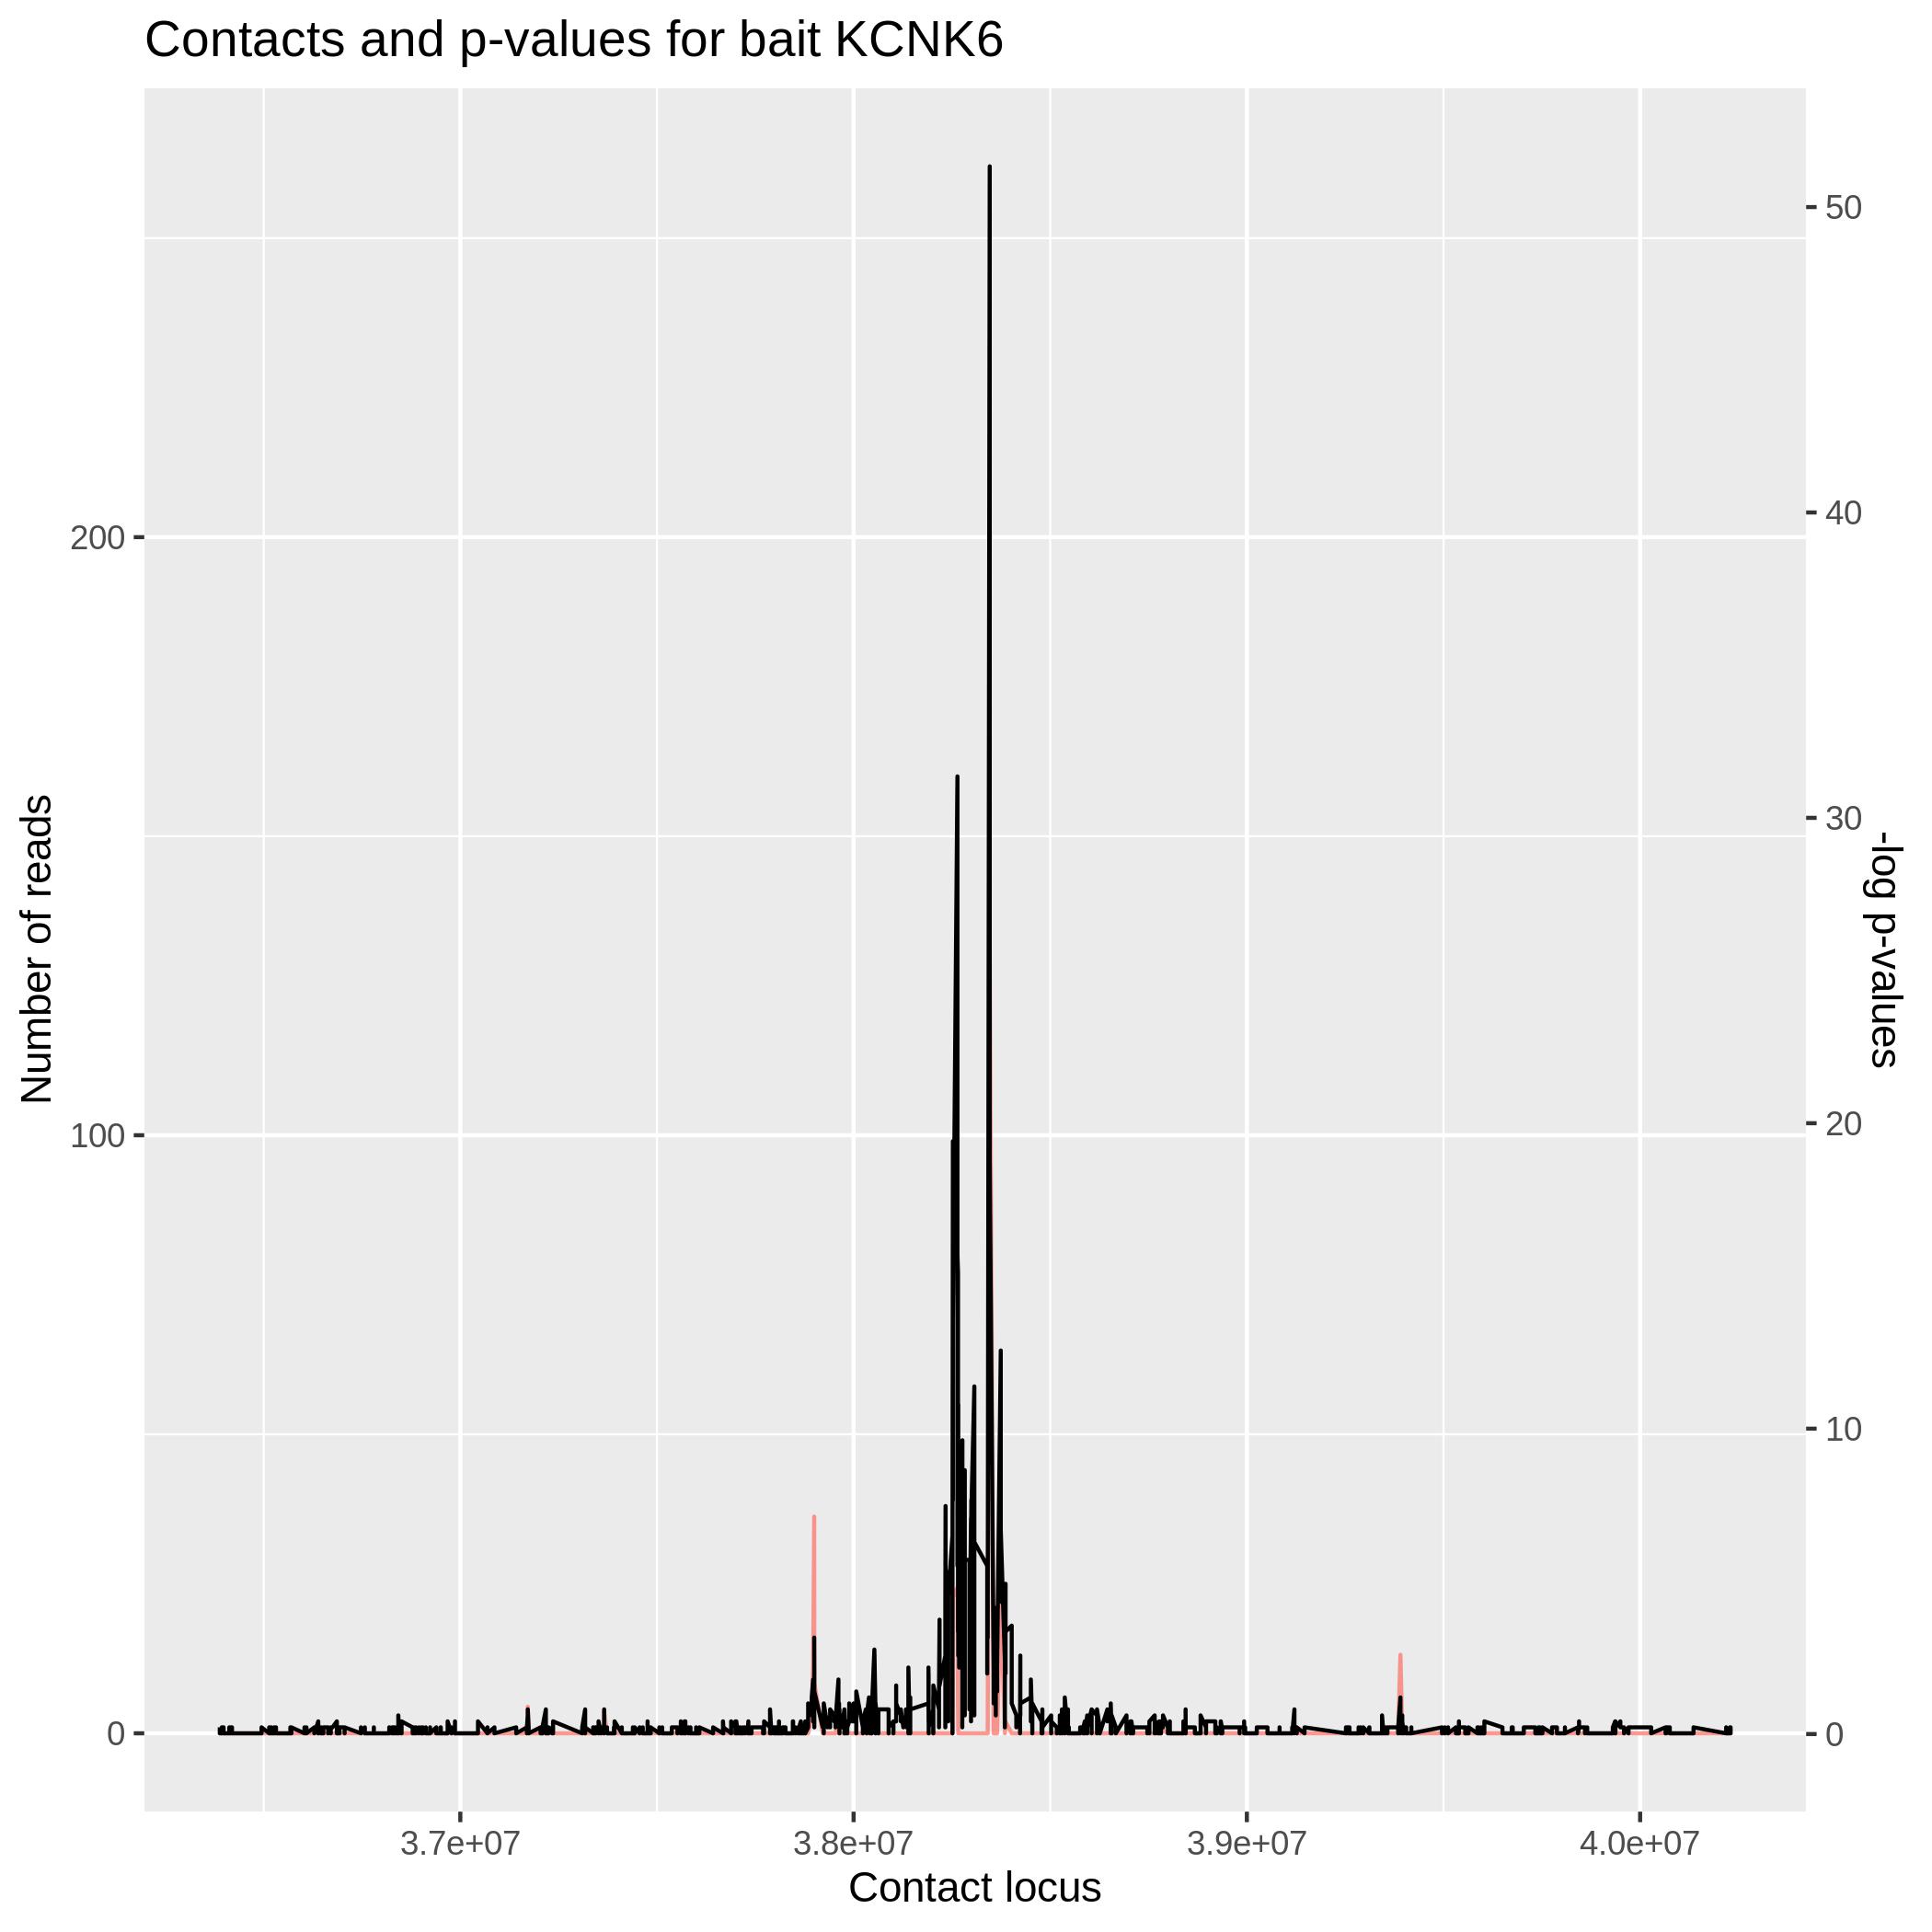 Contacts and p-values for bait KCNK6
Number of reads
200
100
0
50
40
30
20
10
0
-log p-values
3.7e+07
3.8e+07
3.9e+07
4.0e+07
Contact locus